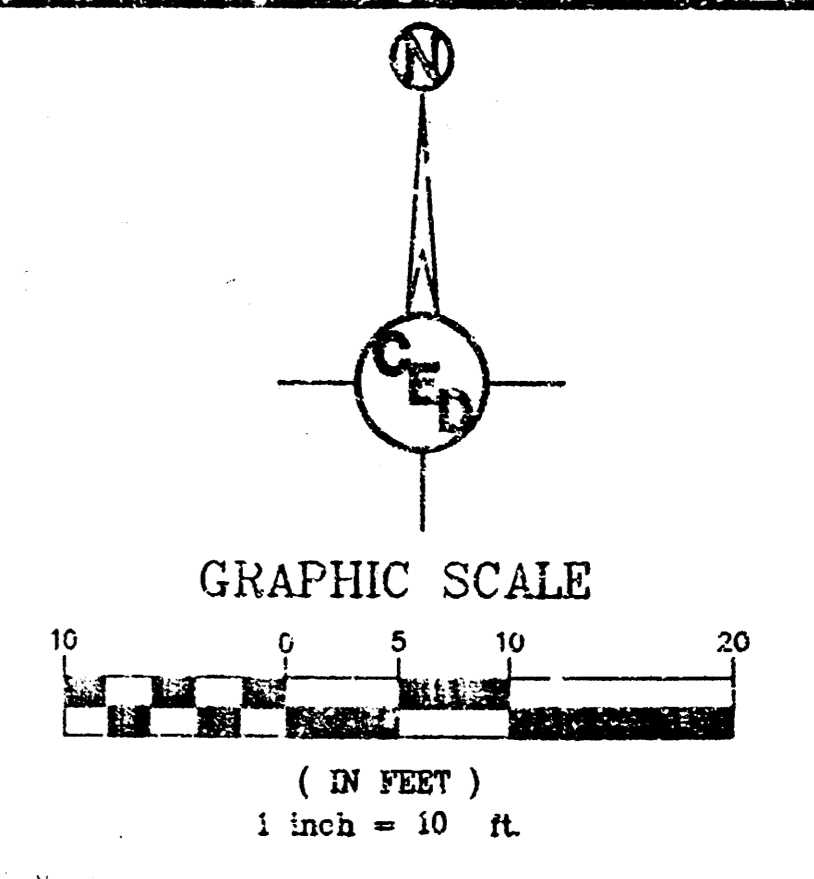 N
CED
GRAPHIC SCALE
10 0 5 10 20
( IN FEET )
1 inch = 10 ft.